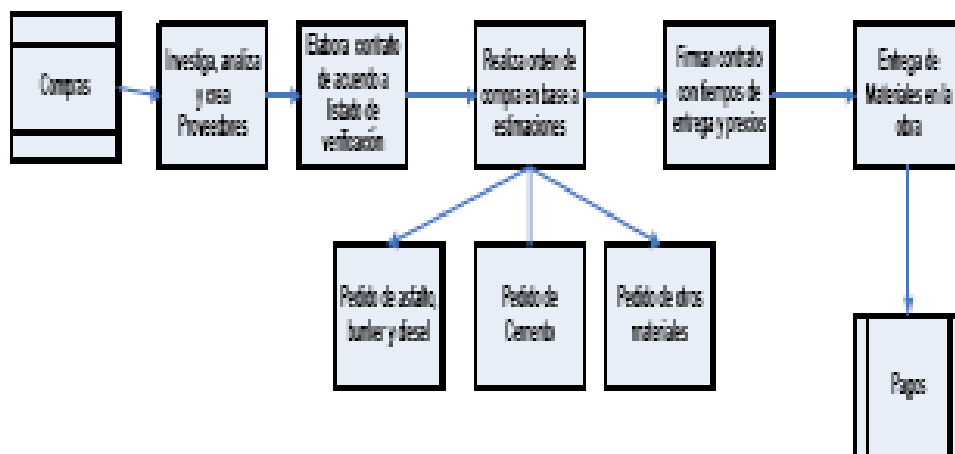 Compras
Investiga, analiza
y crea
Proveedores
Elabora contrato
de acuerdo a
listado de
verificación
Realiza orden de
compra en base a
estimaciones
Firman contrato
con tiempos de
entrega y precios
Entrega de
Materiales en la
obra
Pedido de asfalto,
bunker y diesel
Pedido de
Cemento
Pedido de otros
materiales
Pagos